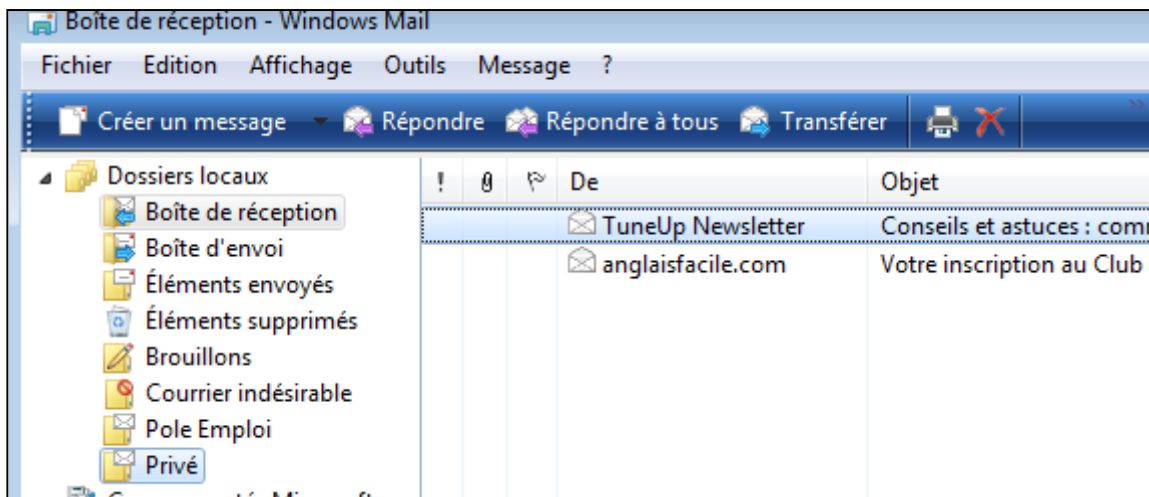 Boîte de réception - Windows Mail
Fichier Edition Affichage Outils Message ?
Créer un message Répondre Répondre à tous Transférer »
Dossiers locaux
! De Objet
Boîte de réception
TuneUp Newsletter Conseils et astuces : com
Boîte d'envoi
anglaisfacile.com Votre inscription au Club
Éléments envoyés
Éléments supprimés
Brouillons
Courrier indésirable
Pole Emploi
Privé